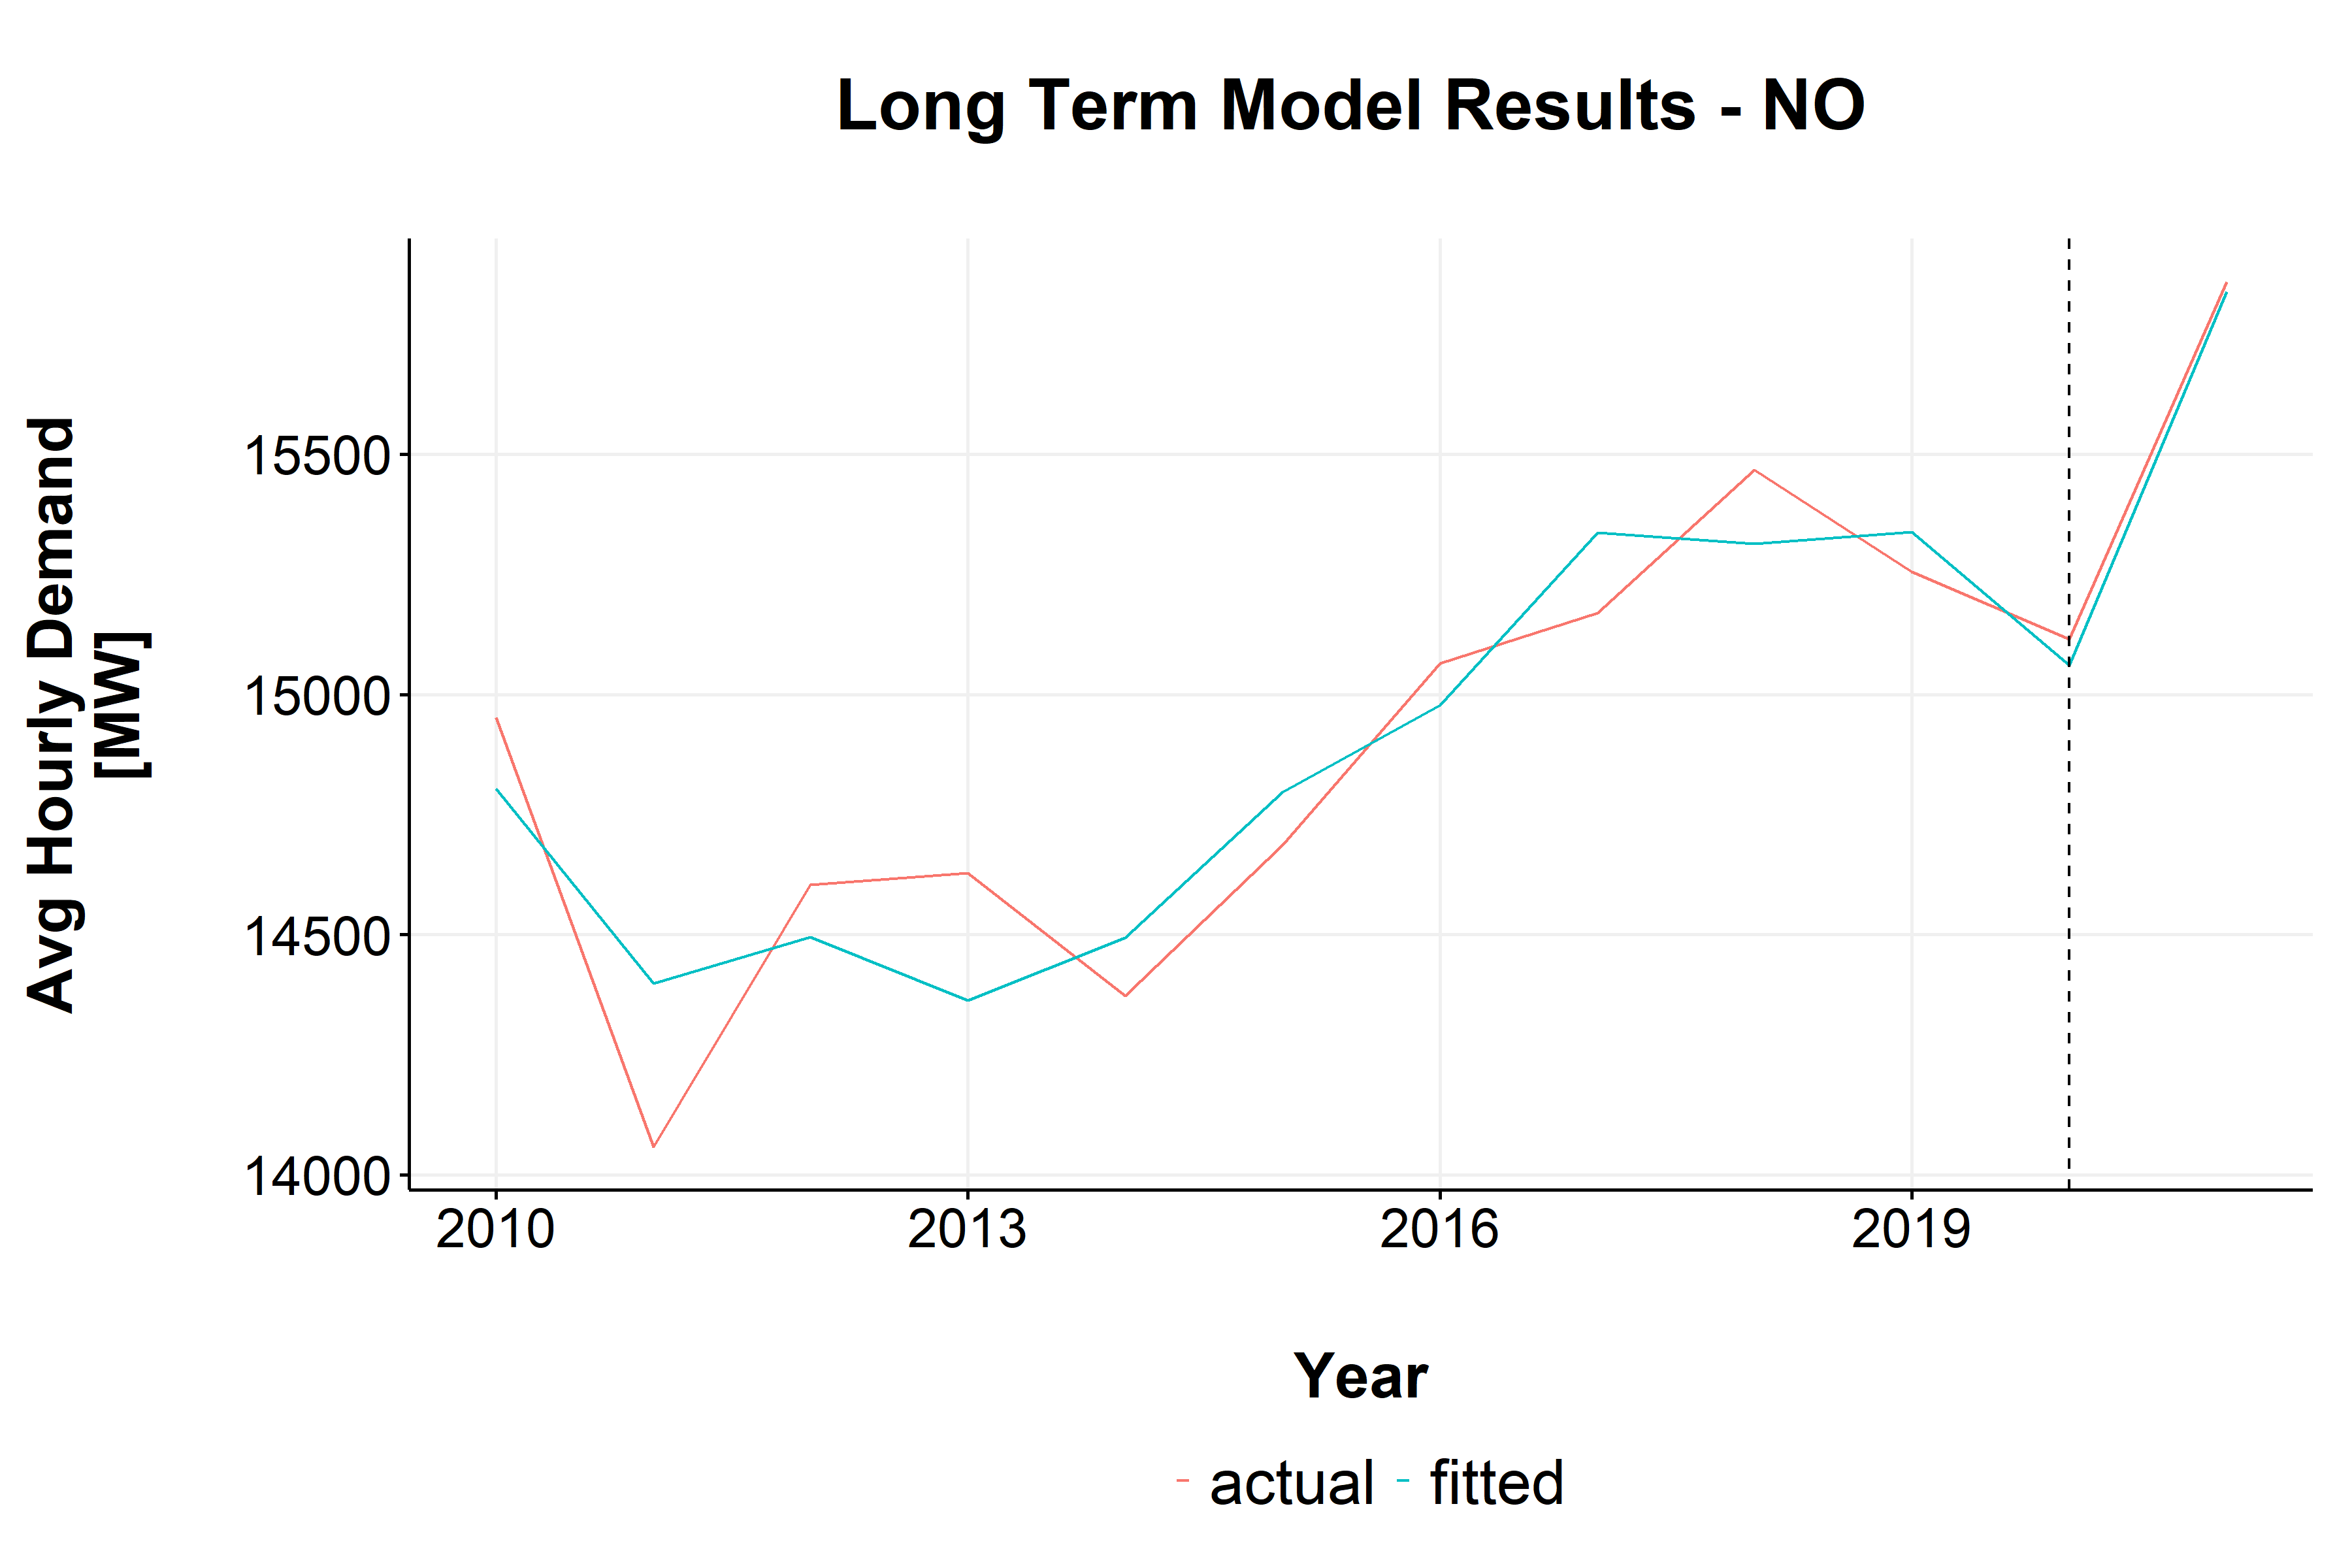 Long Term Model Results - NO
Avg Hourly Demand
[MW]
15500
15000
14500
14000
2010
2013
2016
2019
Year
actual
fitted